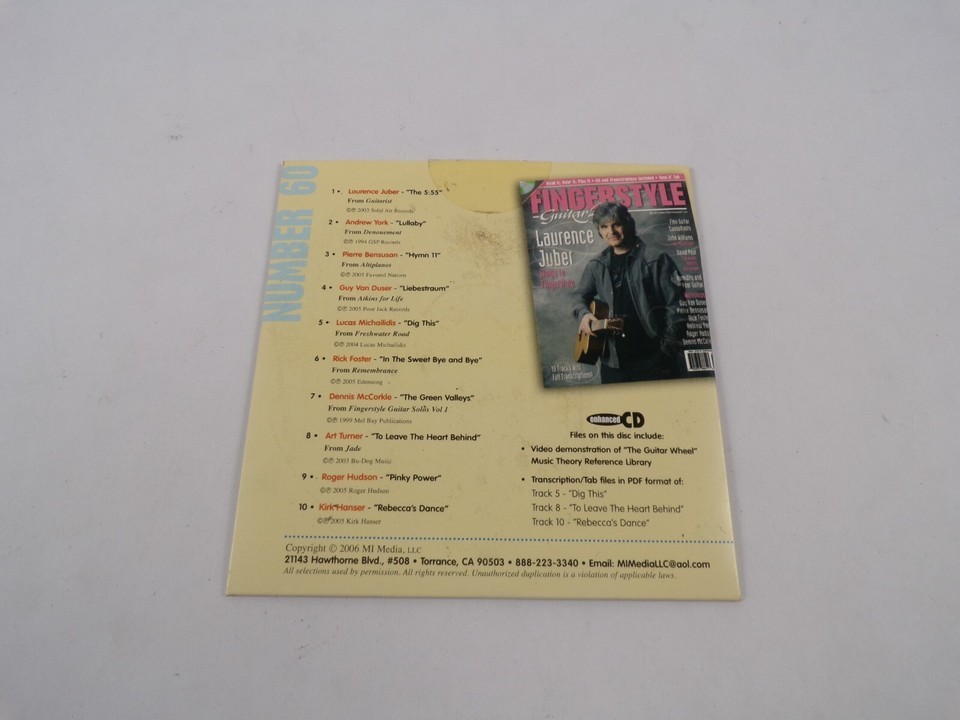 NUMBER 60
1 • Laurence Juber - "The 5:55"
From Guitarist
©℗ 2003 Solid Air Records
2 • Andrew York - "Lullaby"
From Denouement
©℗ 1994 GSP Records
3 • Pierre Bensusan - "Hymn 11"
From Altiplanos
©℗ 2005 Favored Nations
4 • Guy Van Duser - "Liebestraum"
From Atkins for Life
©℗ 2005 Poor Jack Records
5 • Lucas Michailidis - "Dig This"
From Freshwater Road
©℗ 2004 Lucas Michailidis
6 • Rick Foster - "In The Sweet Bye and Bye"
From Remembrance
©℗ 2005 Edensong
7 • Dennis McCorkle - "The Green Valleys"
From Fingerstyle Guitar Solos Vol 1
©℗ 1999 Mel Bay Publications
8 • Art Turner - "To Leave The Heart Behind"
From Jade
©℗ 2003 Bu-Dog Music
9 • Roger Hudson - "Pinky Power"
©℗ 2005 Roger Hudson
10 • Kirk Hanser - "Rebecca's Dance"
©℗ 2005 Kirk Hanser
FINGERSTYLE
Guitar
Laurence
Juber
John Williams
enhanced CD
Files on this disc include:
• Video demonstration of "The Guitar Wheel"
Music Theory Reference Library
• Transcription/Tab files in PDF format of:
Track 5 - "Dig This"
Track 8 - "To Leave The Heart Behind"
Track 10 - "Rebecca's Dance"
Copyright © 2006 MI Media, LLC
21143 Hawthorne Blvd., #508 • Torrance, CA 90503 • 888-223-3340 • Email: MIMediaLLC@aol.com
All selections used by permission. All rights reserved. Unauthorized duplication is a violation of applicable laws.